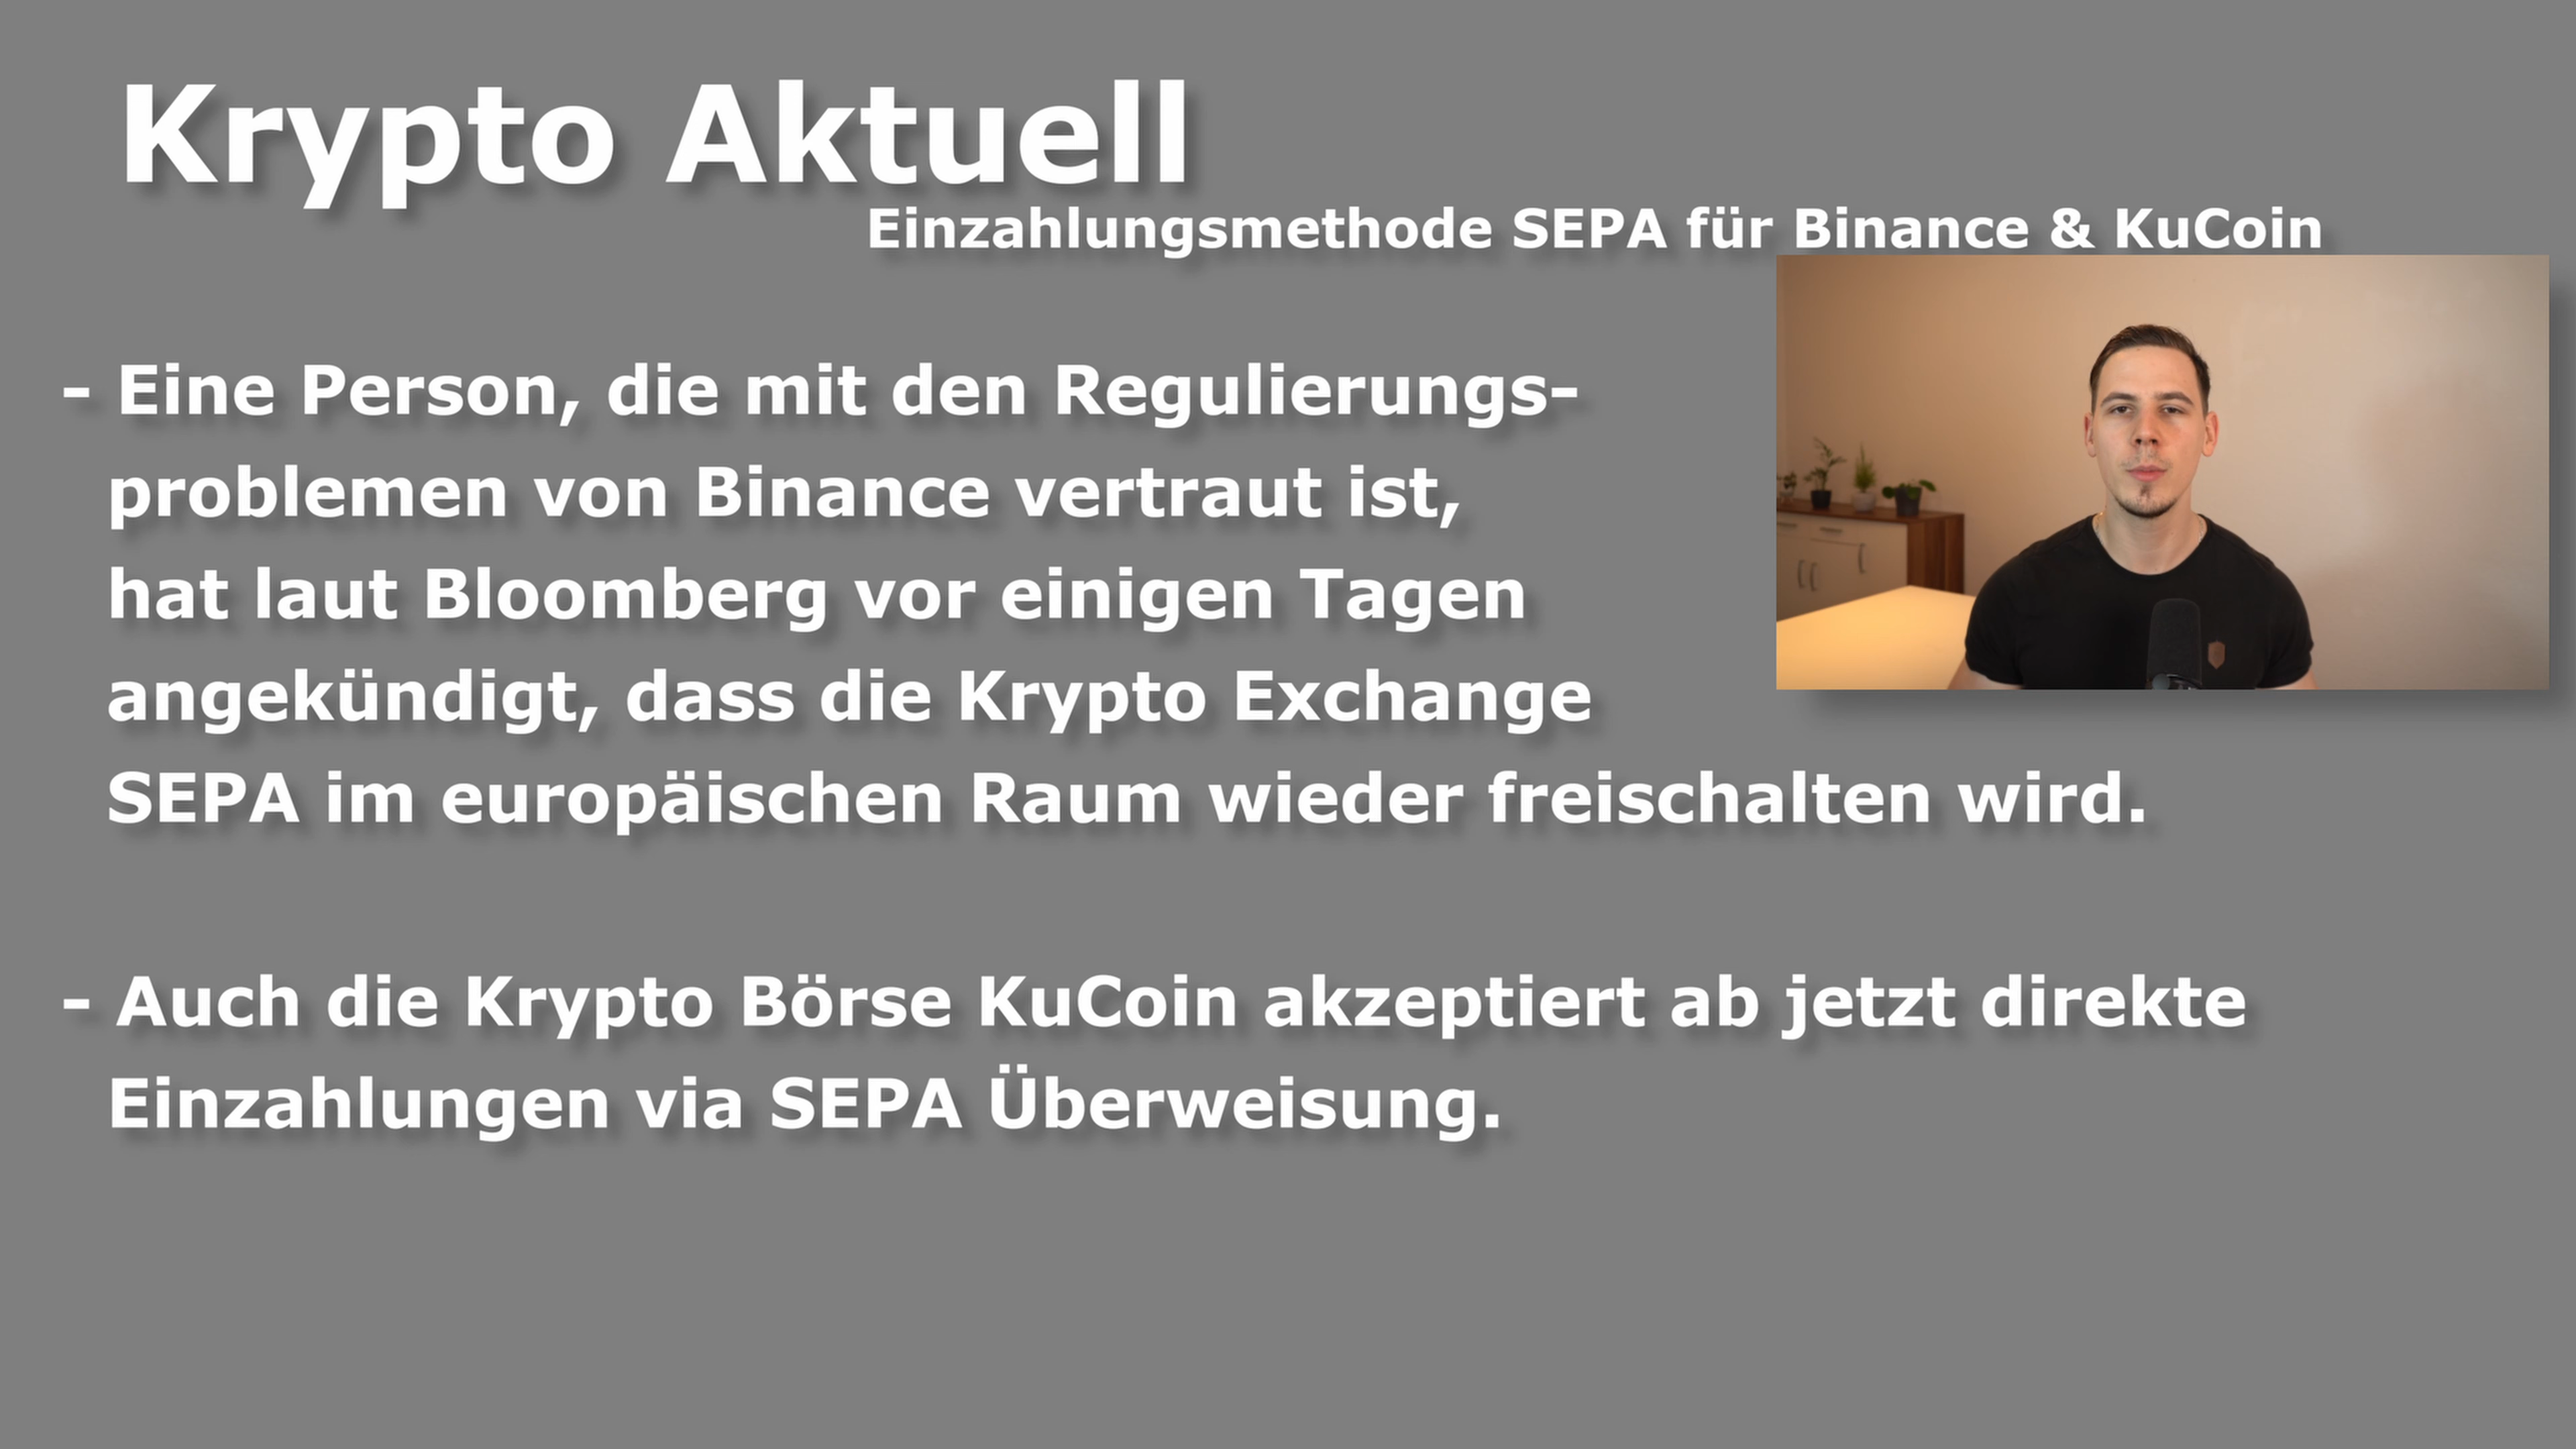 Krypto Aktuell
Einzahlungsmethode SEPA für Binance & KuCoin
- Eine Person, die mit den Regulierungs-
problemen von Binance vertraut ist,
hat laut Bloomberg vor einigen Tagen
angekündigt, dass die Krypto Exchange
SEPA im europäischen Raum wieder freischalten wird.
- Auch die Krypto Börse KuCoin akzeptiert ab jetzt direkte
Einzahlungen via SEPA Überweisung.